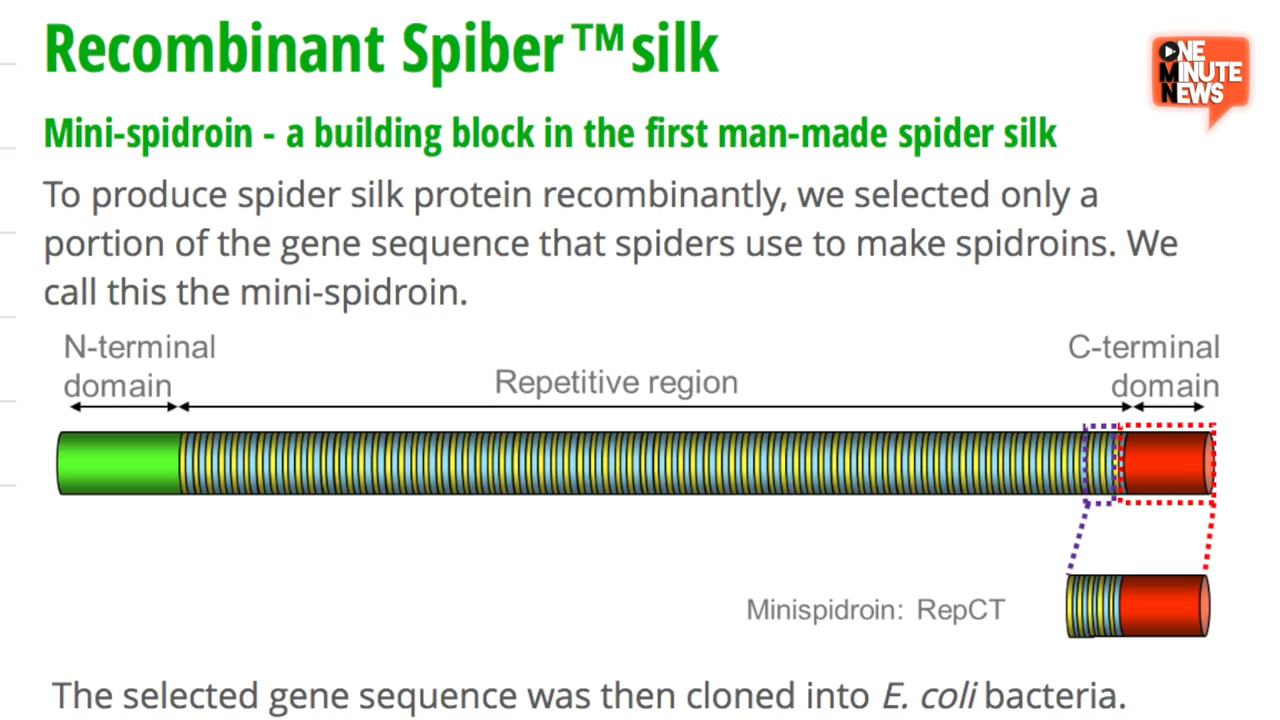 Recombinant Spiber™silk
ONE
MINUTE
NEWS
Mini-spidroin - a building block in the first man-made spider silk
To produce spider silk protein recombinantly, we selected only a
portion of the gene sequence that spiders use to make spidroins. We
call this the mini-spidroin.
N-terminal
domain
Repetitive region
C-terminal
domain
Minispidroin: RepCT
The selected gene sequence was then cloned into E. coli bacteria.